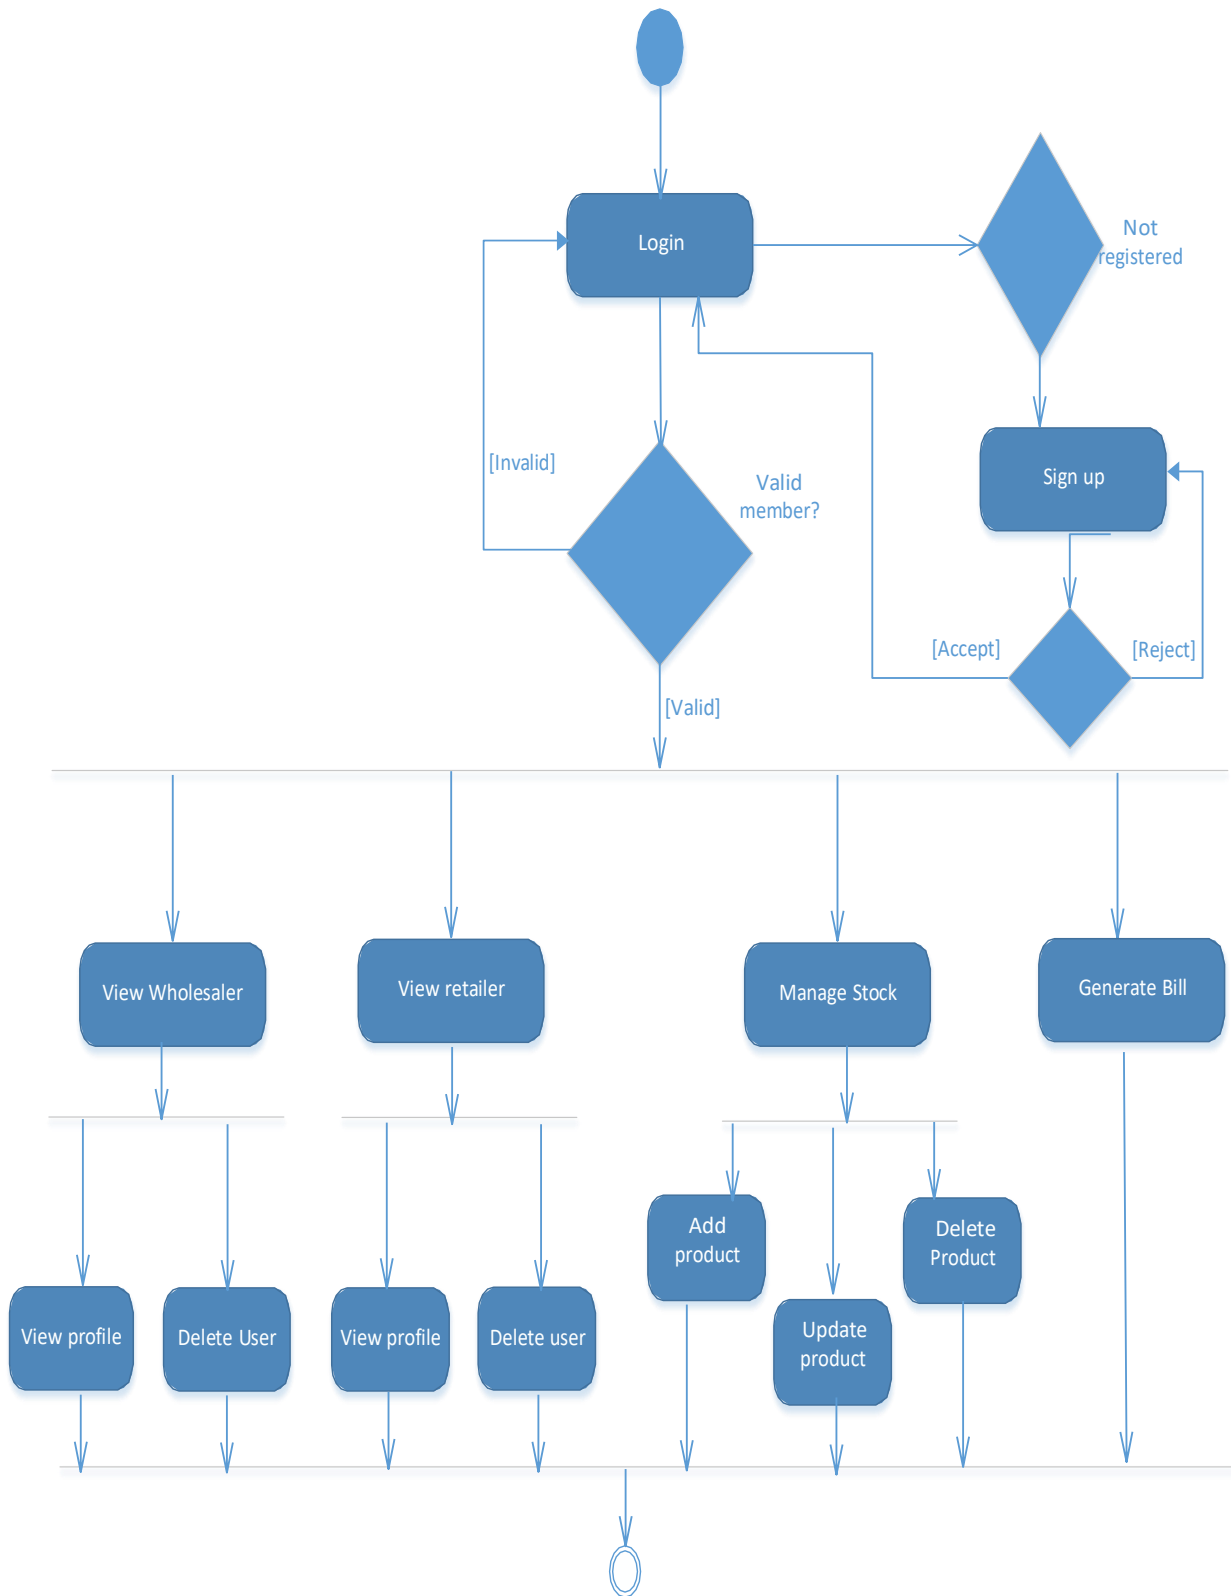 Login
Not
registered
[Invalid]
Valid
member?
Sign up
[Accept]
[Reject]
[Valid]
View Wholesaler
View retailer
Manage Stock
Generate Bill
Add
product
Delete
Product
View profile
Delete User
View profile
Delete user
Update
product